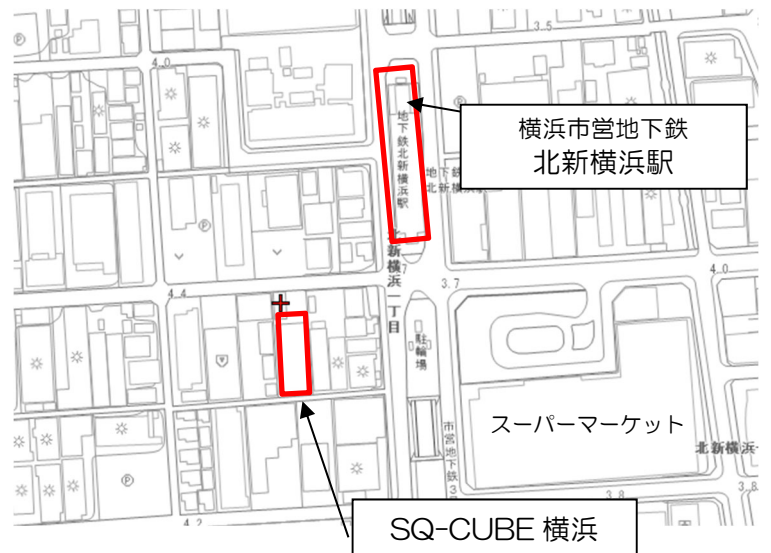 3.5
4.0
地下鉄北新横浜駅
横浜市営地下鉄
北新横浜駅
地下鉄
北新横浜
北新横浜一丁目
3.7
4.0
4.4
駐輪場
スーパーマーケット
市営地下鉄3
北新横浜
3.8
3.8
4.2
SQ-CUBE 横浜